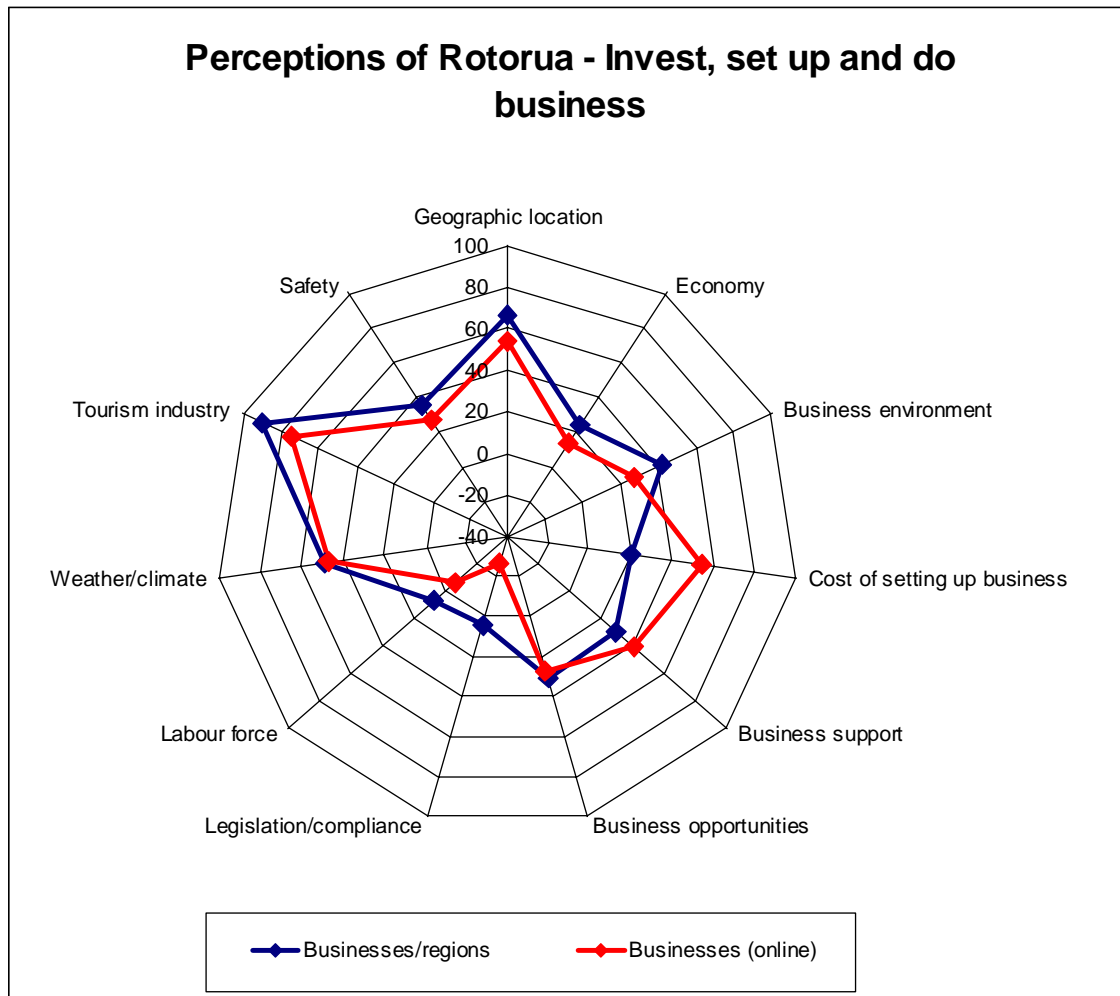 Perceptions of Rotorua - Invest, set up and do
business
Geographic location
100
80
60
40
20
0
-20
-40
Safety
Economy
Tourism industry
Business environment
Weather/climate
Cost of setting up business
Labour force
Business support
Legislation/compliance
Business opportunities
Businesses/regions
Businesses (online)